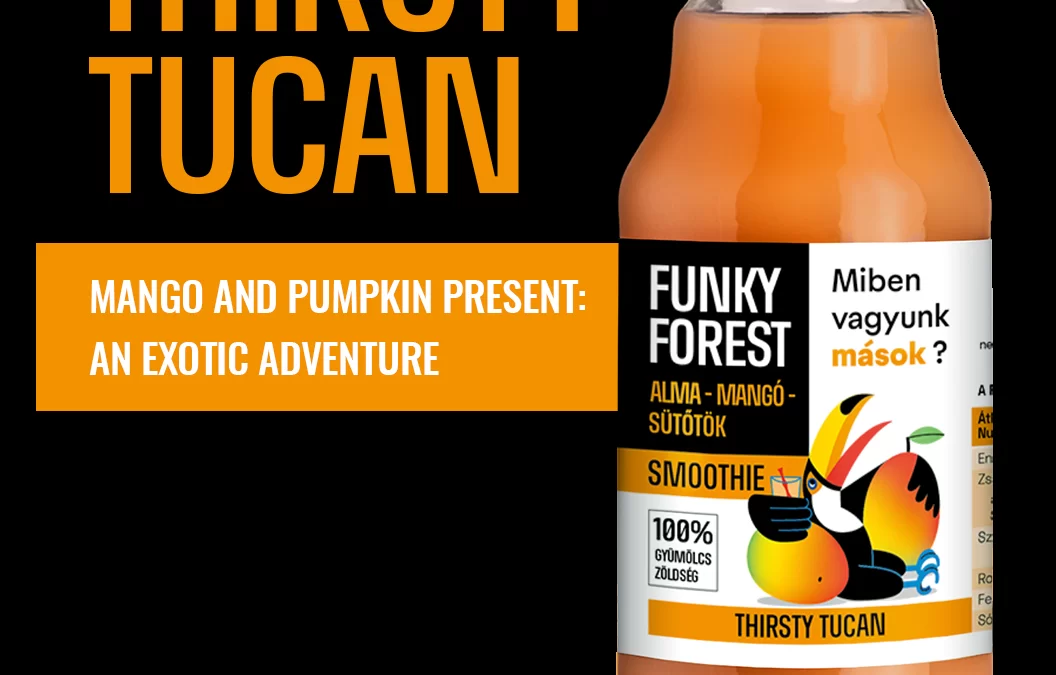 THIRSTY
TUCAN
MANGO AND PUMPKIN PRESENT:
AN EXOTIC ADVENTURE
FUNKY
FOREST
ALMA - MANGÓ -
SÜTŐTÖK
SMOOTHIE
100%
GYÜMÖLCS
ZÖLDSÉG
THIRSTY TUCAN
Miben
vagyunk
mások ?